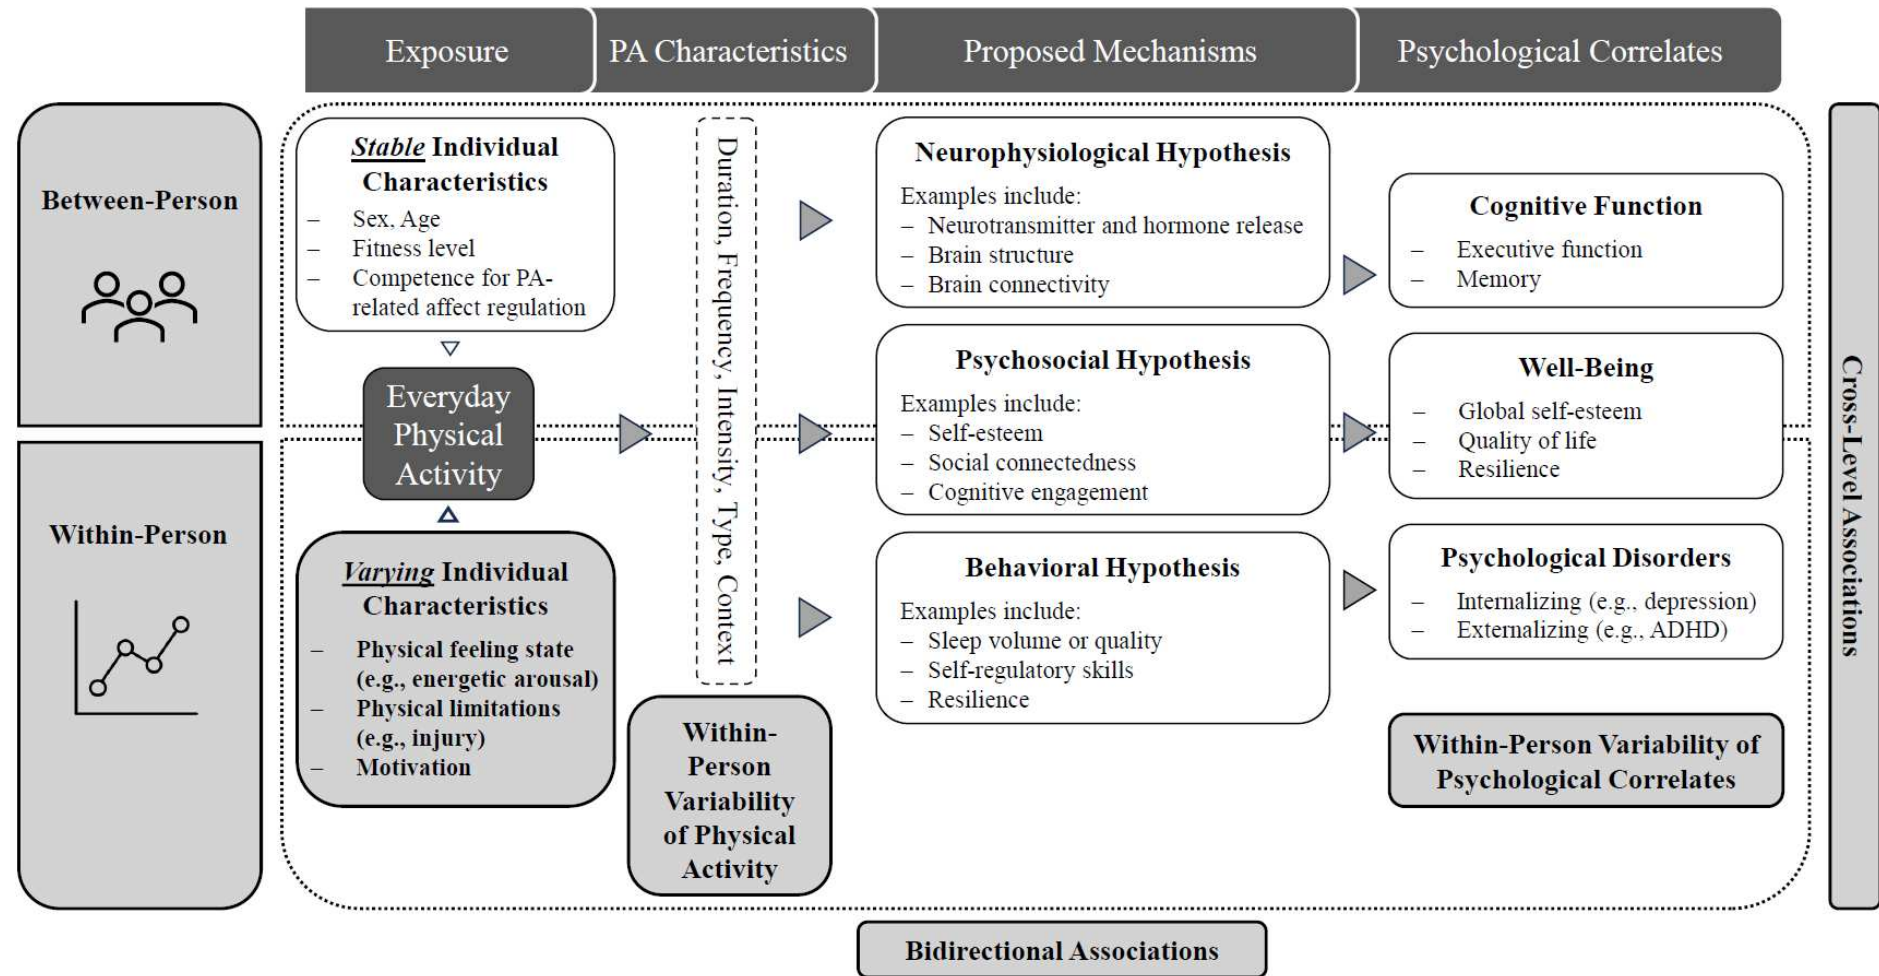 Exposure
PA Characteristics
Proposed Mechanisms
Psychological Correlates
Between-Person
Within-Person
Stable Individual
Characteristics
– Sex, Age
– Fitness level
– Competence for PA-
related affect regulation
Everyday
Physical
Activity
Varying Individual
Characteristics
– Physical feeling state
(e.g., energetic arousal)
– Physical limitations
(e.g., injury)
– Motivation
Duration, Frequency, Intensity, Type, Context
Within-
Person
Variability
of Physical
Activity
Neurophysiological Hypothesis
Examples include:
– Neurotransmitter and hormone release
– Brain structure
– Brain connectivity
Psychosocial Hypothesis
Examples include:
– Self-esteem
– Social connectedness
– Cognitive engagement
Behavioral Hypothesis
Examples include:
– Sleep volume or quality
– Self-regulatory skills
– Resilience
Cognitive Function
– Executive function
– Memory
Well-Being
– Global self-esteem
– Quality of life
– Resilience
Psychological Disorders
– Internalizing (e.g., depression)
– Externalizing (e.g., ADHD)
Within-Person Variability of
Psychological Correlates
Cross-Level Associations
Bidirectional Associations